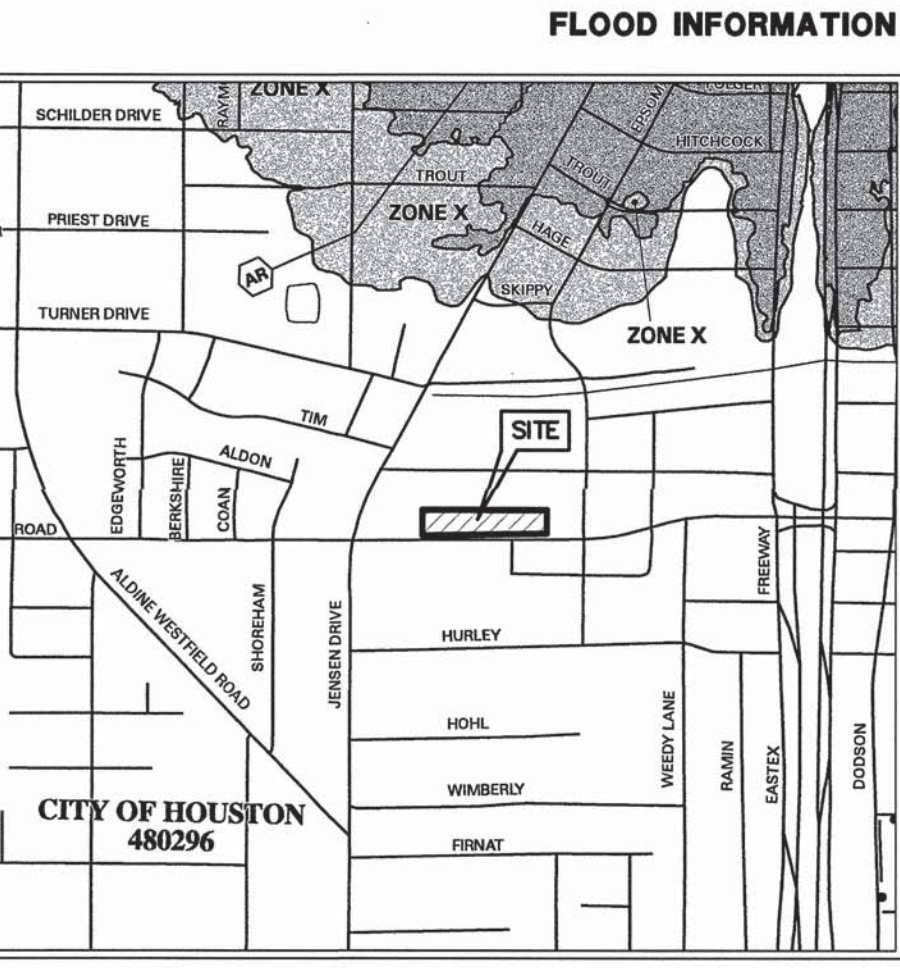 FLOOD INFORMATION
ZONE X
RAYM
SCHILDER DRIVE
EPSOM
HITCHCOCK
TROUT
TROUT
PRIEST DRIVE
ZONE X
HAGE
AR
SKIPPY
TURNER DRIVE
ZONE X
TIM
SITE
ALDON
EDGEWORTH
BERKSHIRE
COAN
ROAD
FREEWAY
ALDINE WESTFIELD ROAD
SHOREHAM
JENSEN DRIVE
HURLEY
WEEDY LANE
HOHL
RAMIN
EASTEX
DODSON
WIMBERLY
CITY OF HOUSTON
480296
FIRNAT